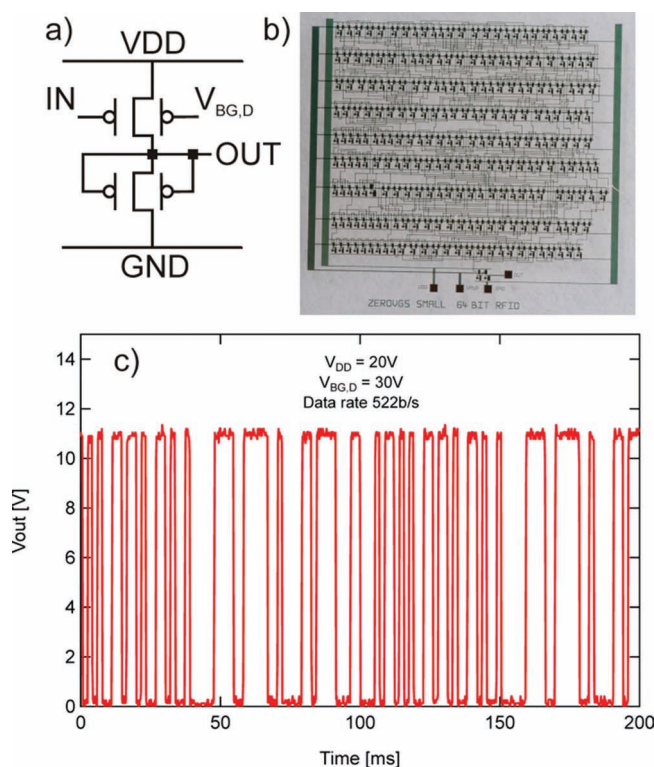 a)
VDD
IN
V_BG,D
OUT
GND
b)
ZEROVGS SMALL 64 BIT RFID
c)
V_DD = 20V
V_BG,D = 30V
Data rate 522b/s
Vout [V]
14
12
10
8
6
4
2
0
0
50
100
150
200
Time [ms]